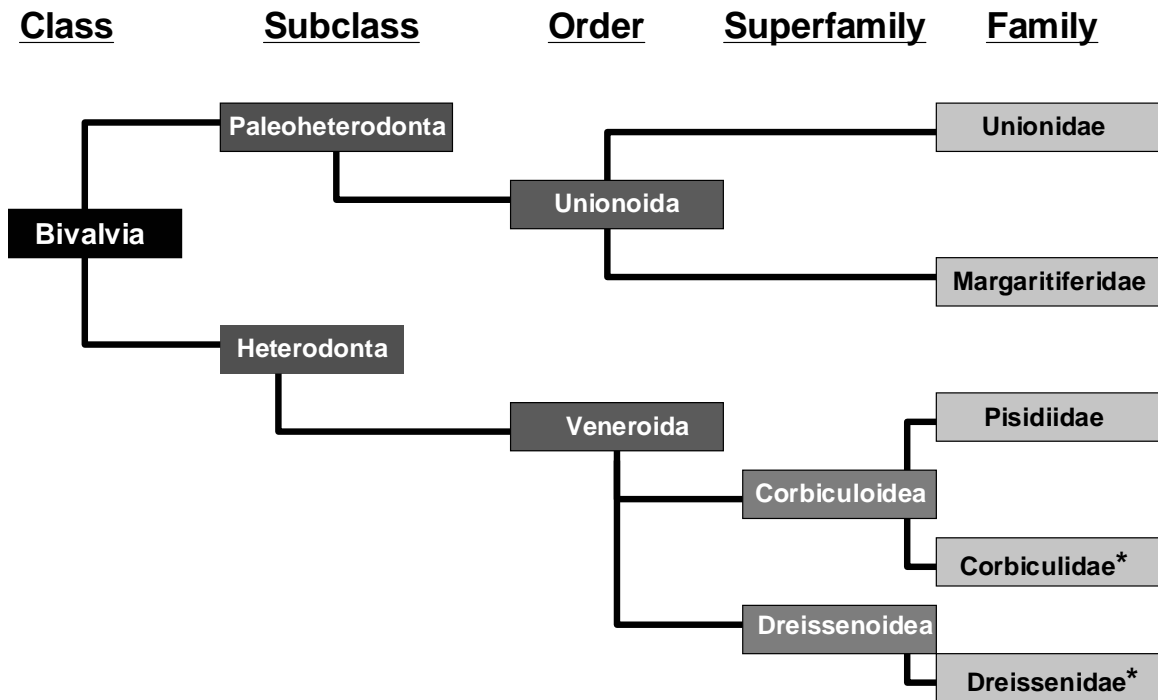 Class Subclass Order Superfamily Family
Paleoheterodonta
Unionidae
Unionoida
Bivalvia
Margaritiferidae
Heterodonta
Pisidiidae
Veneroida
Corbiculoidea
Corbiculidae*
Dreissenoidea
Dreissenidae*